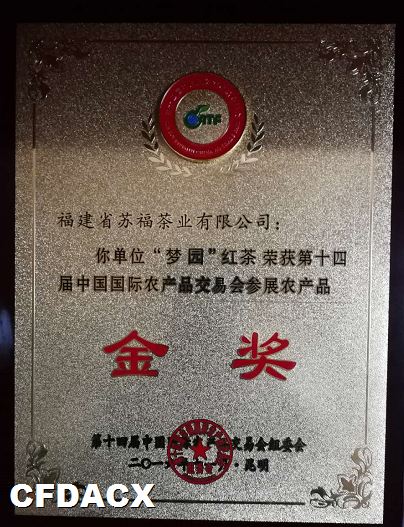 福建省苏福茶业有限公司：
你单位“梦园”红茶荣获第十四
届中国国际农产品交易会参展农产品
金奖
第十四届中国 产品交易会组委会
二〇一 · 昆明
CFDACX